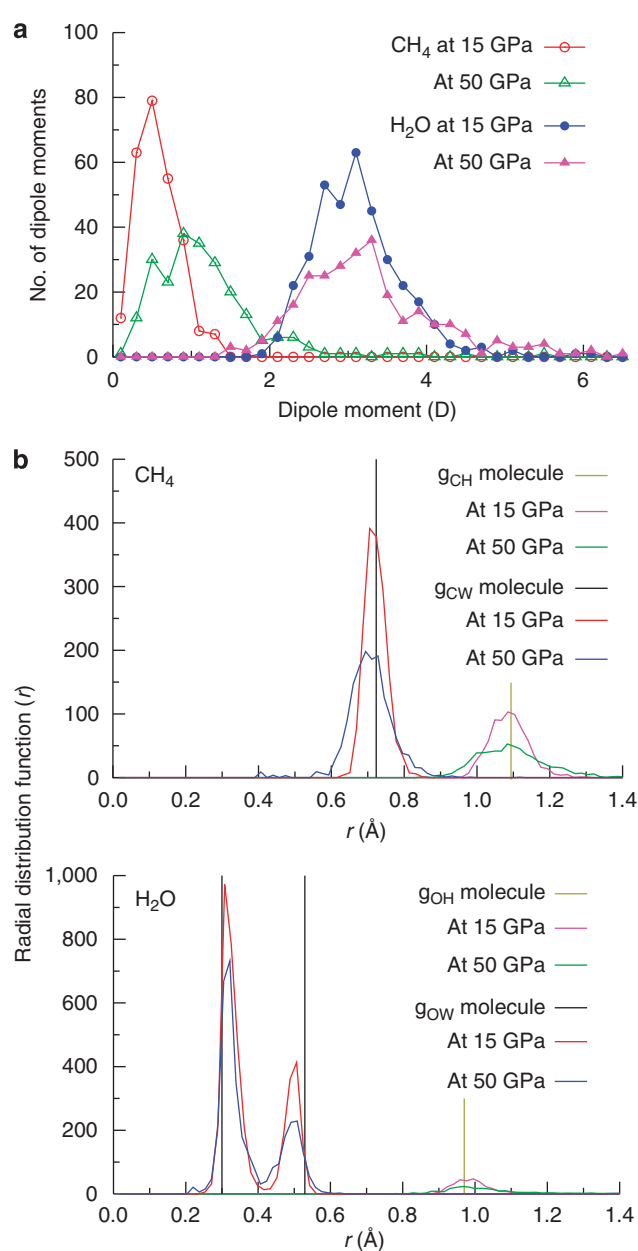 a
100
80
60
40
20
0
No. of dipole moments
CH₄ at 15 GPa
At 50 GPa
H₂O at 15 GPa
At 50 GPa
0 2 4 6
Dipole moment (D)
b
Radial distribution function (r)
500
400
300
200
100
0
CH₄
g_CH molecule
At 15 GPa
At 50 GPa
g_CW molecule
At 15 GPa
At 50 GPa
0.0 0.2 0.4 0.6 0.8 1.0 1.2 1.4
r (Å)
1,000
800
600
400
200
0
H₂O
g_OH molecule
At 15 GPa
At 50 GPa
g_OW molecule
At 15 GPa
At 50 GPa
0.0 0.2 0.4 0.6 0.8 1.0 1.2 1.4
r (Å)